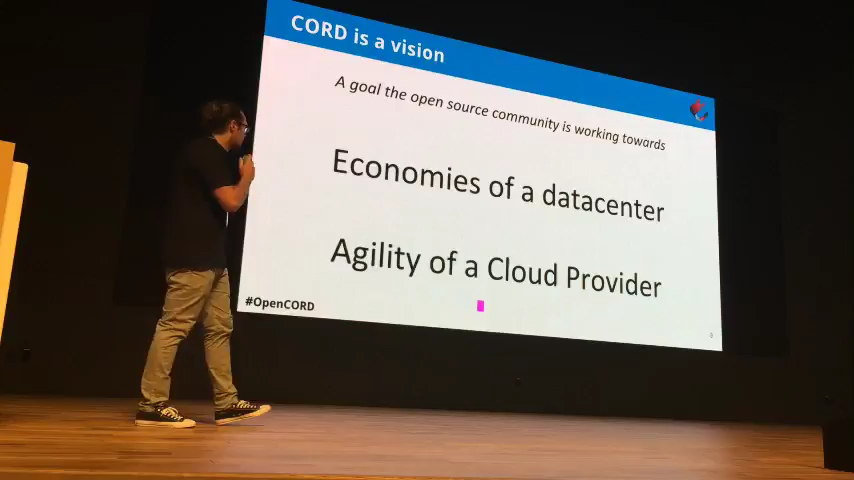 CORD is a vision
A goal the open source community is working towards
Economies of a datacenter
Agility of a Cloud Provider
#OpenCORD